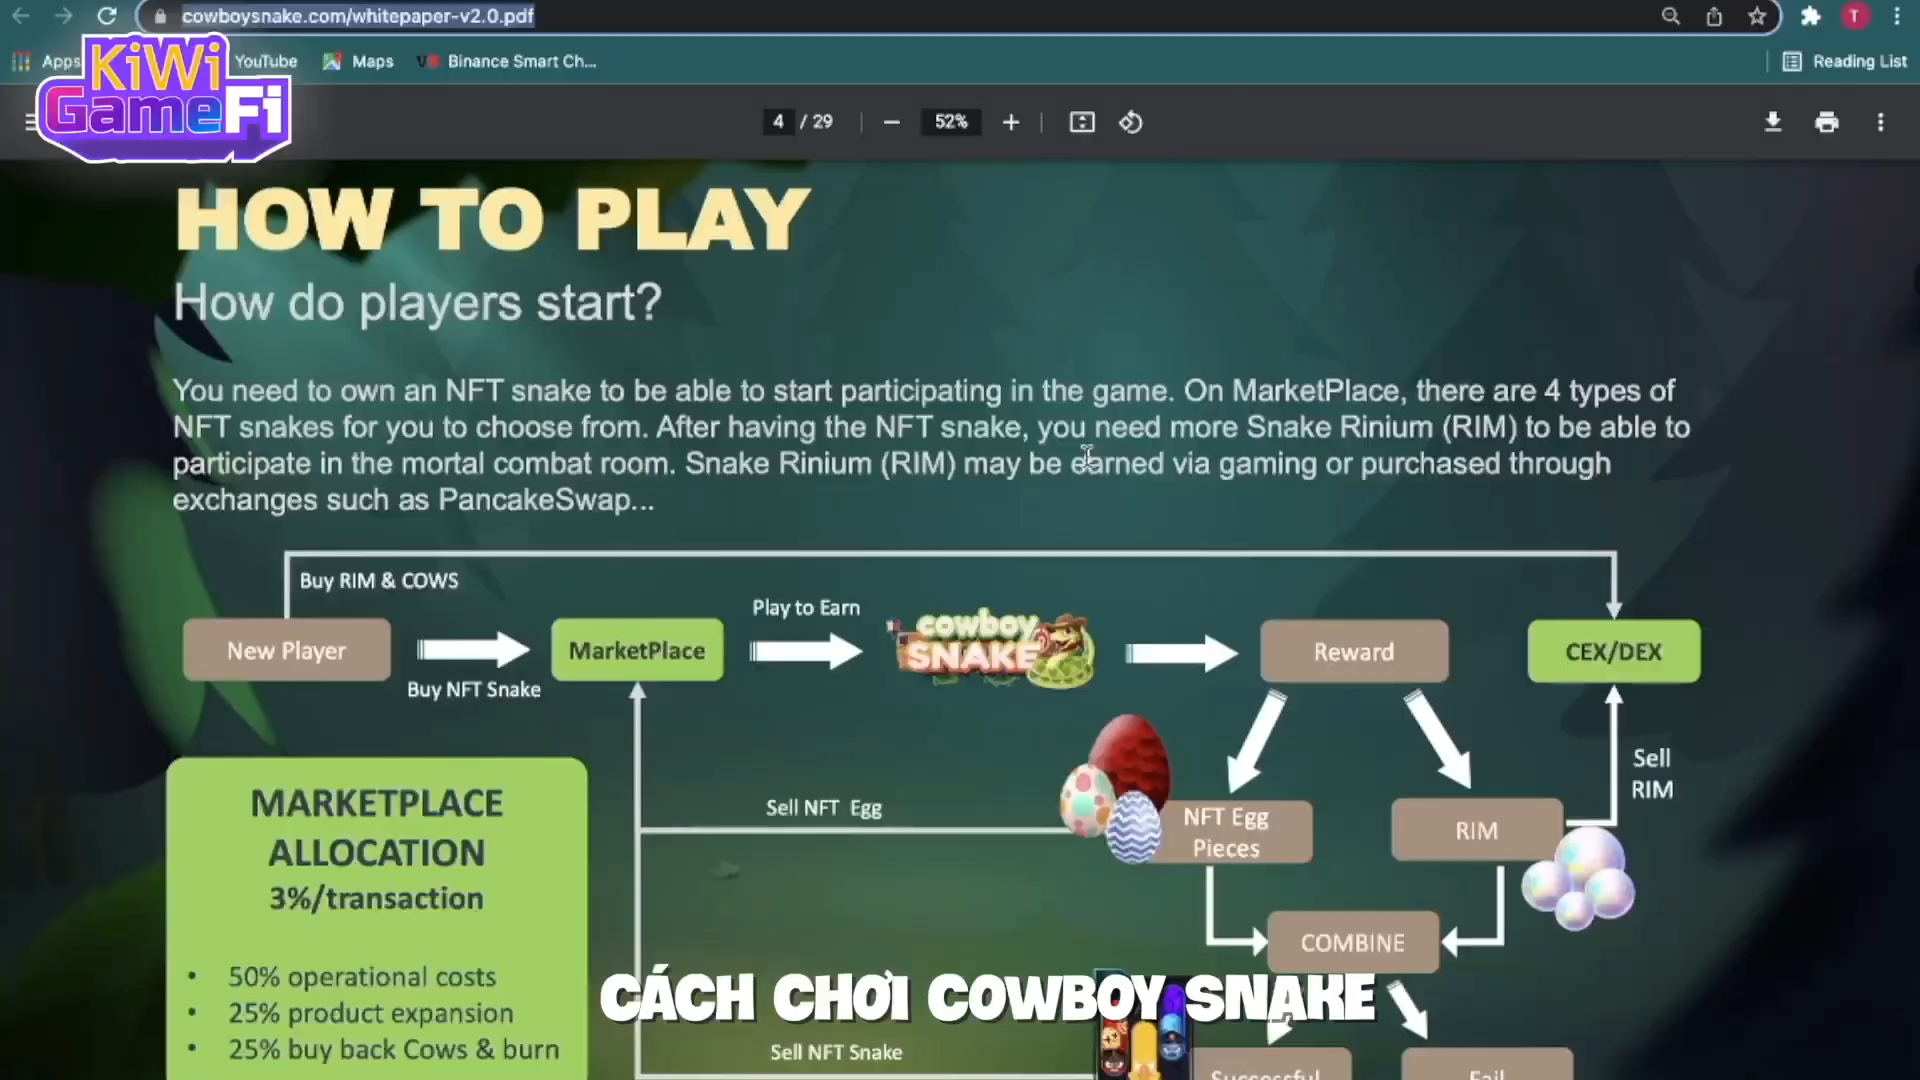 cowboysnake.com/whitepaper-v2.0.pdf
T
Apps
YouTube
Maps
Binance Smart Ch...
Reading List
KiWi
GameFi
4 / 29
52%
HOW TO PLAY
How do players start?
You need to own an NFT snake to be able to start participating in the game. On MarketPlace, there are 4 types of
NFT snakes for you to choose from. After having the NFT snake, you need more Snake Rinium (RIM) to be able to
participate in the mortal combat room. Snake Rinium (RIM) may be earned via gaming or purchased through
exchanges such as PancakeSwap...
Buy RIM & COWS
New Player
Buy NFT Snake
MarketPlace
Play to Earn
cowboy
SNAKE
Reward
CEX/DEX
Sell
RIM
Sell NFT Egg
NFT Egg
Pieces
RIM
COMBINE
MARKETPLACE
ALLOCATION
3%/transaction
• 50% operational costs
• 25% product expansion
• 25% buy back Cows & burn
CÁCH CHƠI COWBOY SNAKE
Sell NFT Snake
Successful
Fail